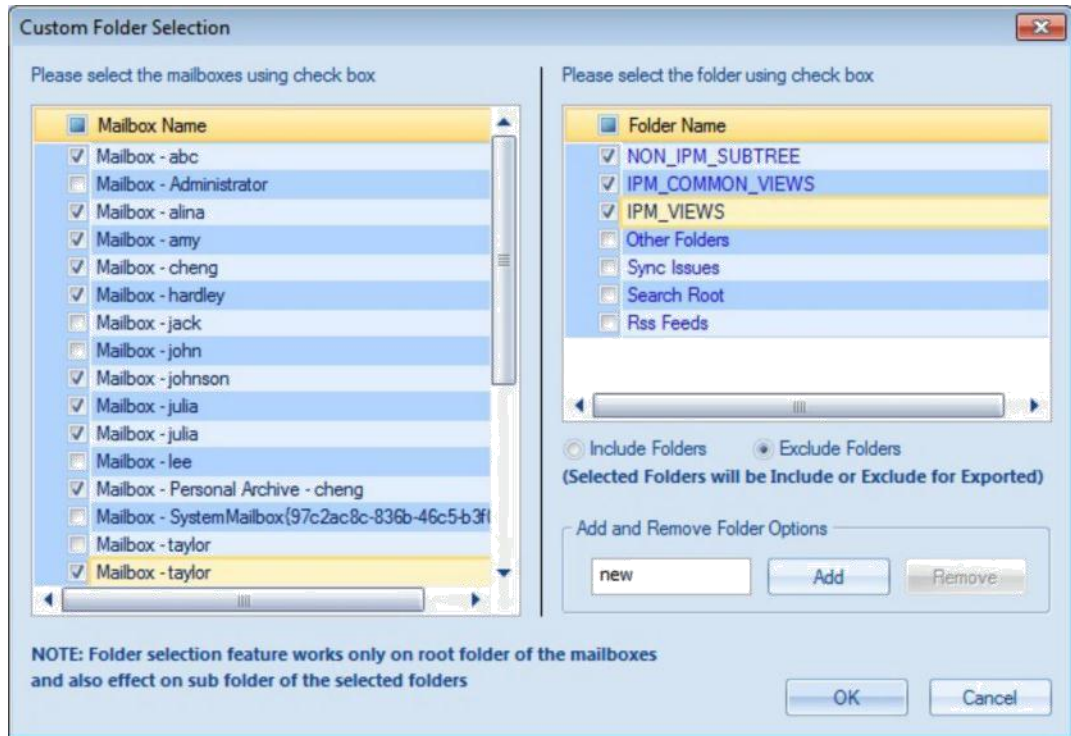 Custom Folder Selection
Please select the mailboxes using check box
Mailbox Name
Mailbox - abc
Mailbox - Administrator
Mailbox - alina
Mailbox - amy
Mailbox - cheng
Mailbox - hardley
Mailbox - jack
Mailbox - john
Mailbox - johnson
Mailbox - julia
Mailbox - julia
Mailbox - lee
Mailbox - Personal Archive - cheng
Mailbox - SystemMailbox{97c2ac8c-836b-46c5-b3f(
Mailbox - taylor
Mailbox - taylor
Please select the folder using check box
Folder Name
NON_IPM_SUBTREE
IPM_COMMON_VIEWS
IPM_VIEWS
Other Folders
Sync Issues
Search Root
Rss Feeds
Include Folders Exclude Folders
(Selected Folders will be Include or Exclude for Exported)
Add and Remove Folder Options
new Add Remove
NOTE: Folder selection feature works only on root folder of the mailboxes
and also effect on sub folder of the selected folders
OK Cancel